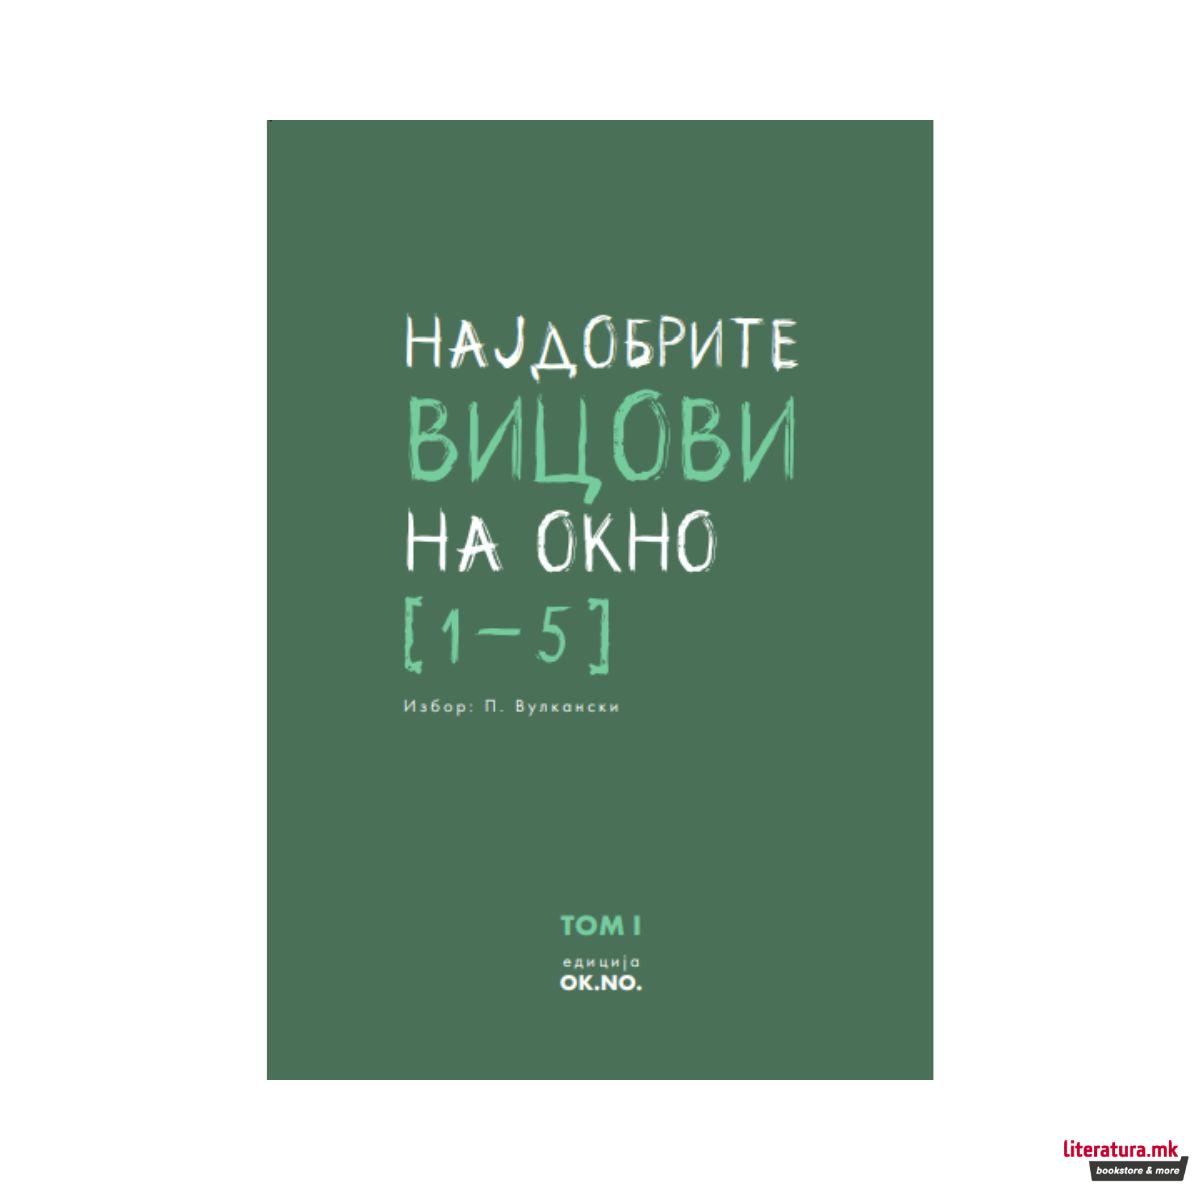 НАЈДОБРИТЕ
ВИЦОВИ
НА ОКНО
[1–5]
Избор: П. Вулкански
ТОМ I
едиција
OK.NO.
literatura.mk
bookstore & more